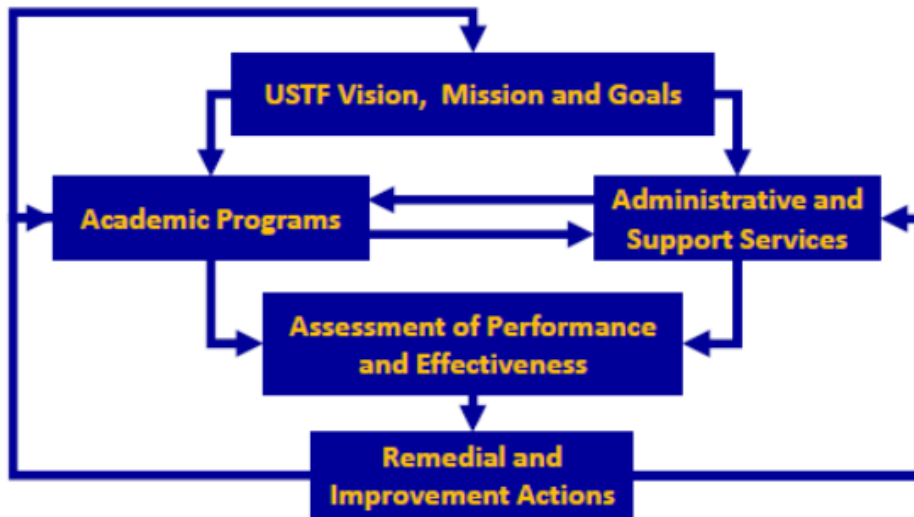 USTF Vision, Mission and Goals
Academic Programs
Administrative and
Support Services
Assessment of Performance
and Effectiveness
Remedial and
Improvement Actions